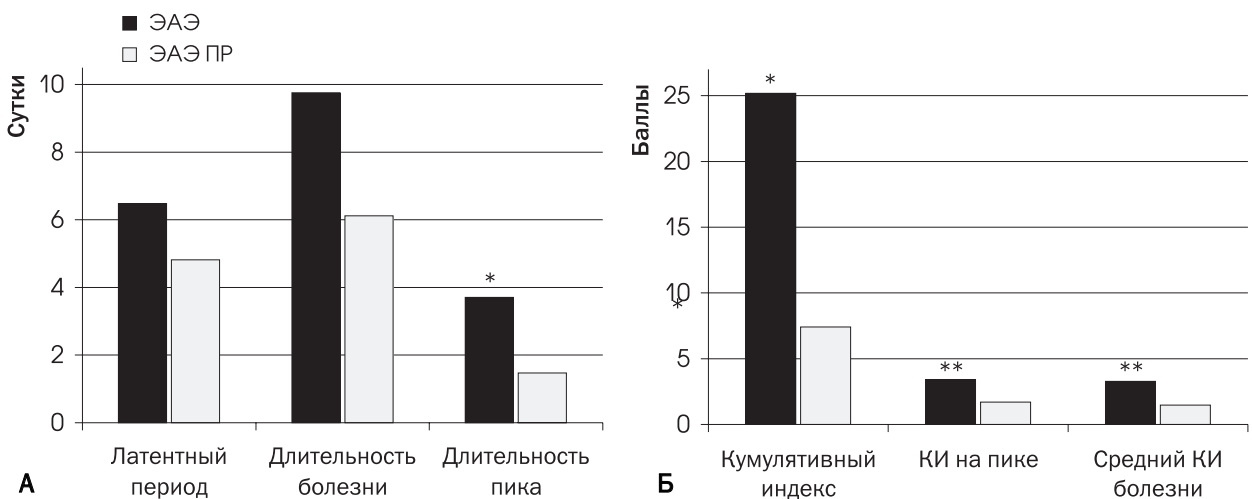 ЭАЭ
ЭАЭ ПР
Сутки
10
8
6
4
2
0
*
Латентный
период
Длительность
болезни
Длительность
пика
А
Баллы
25
20
15
10
5
0
*
*
**
**
Кумулятивный
индекс
КИ на пике
Средний КИ
болезни
Б